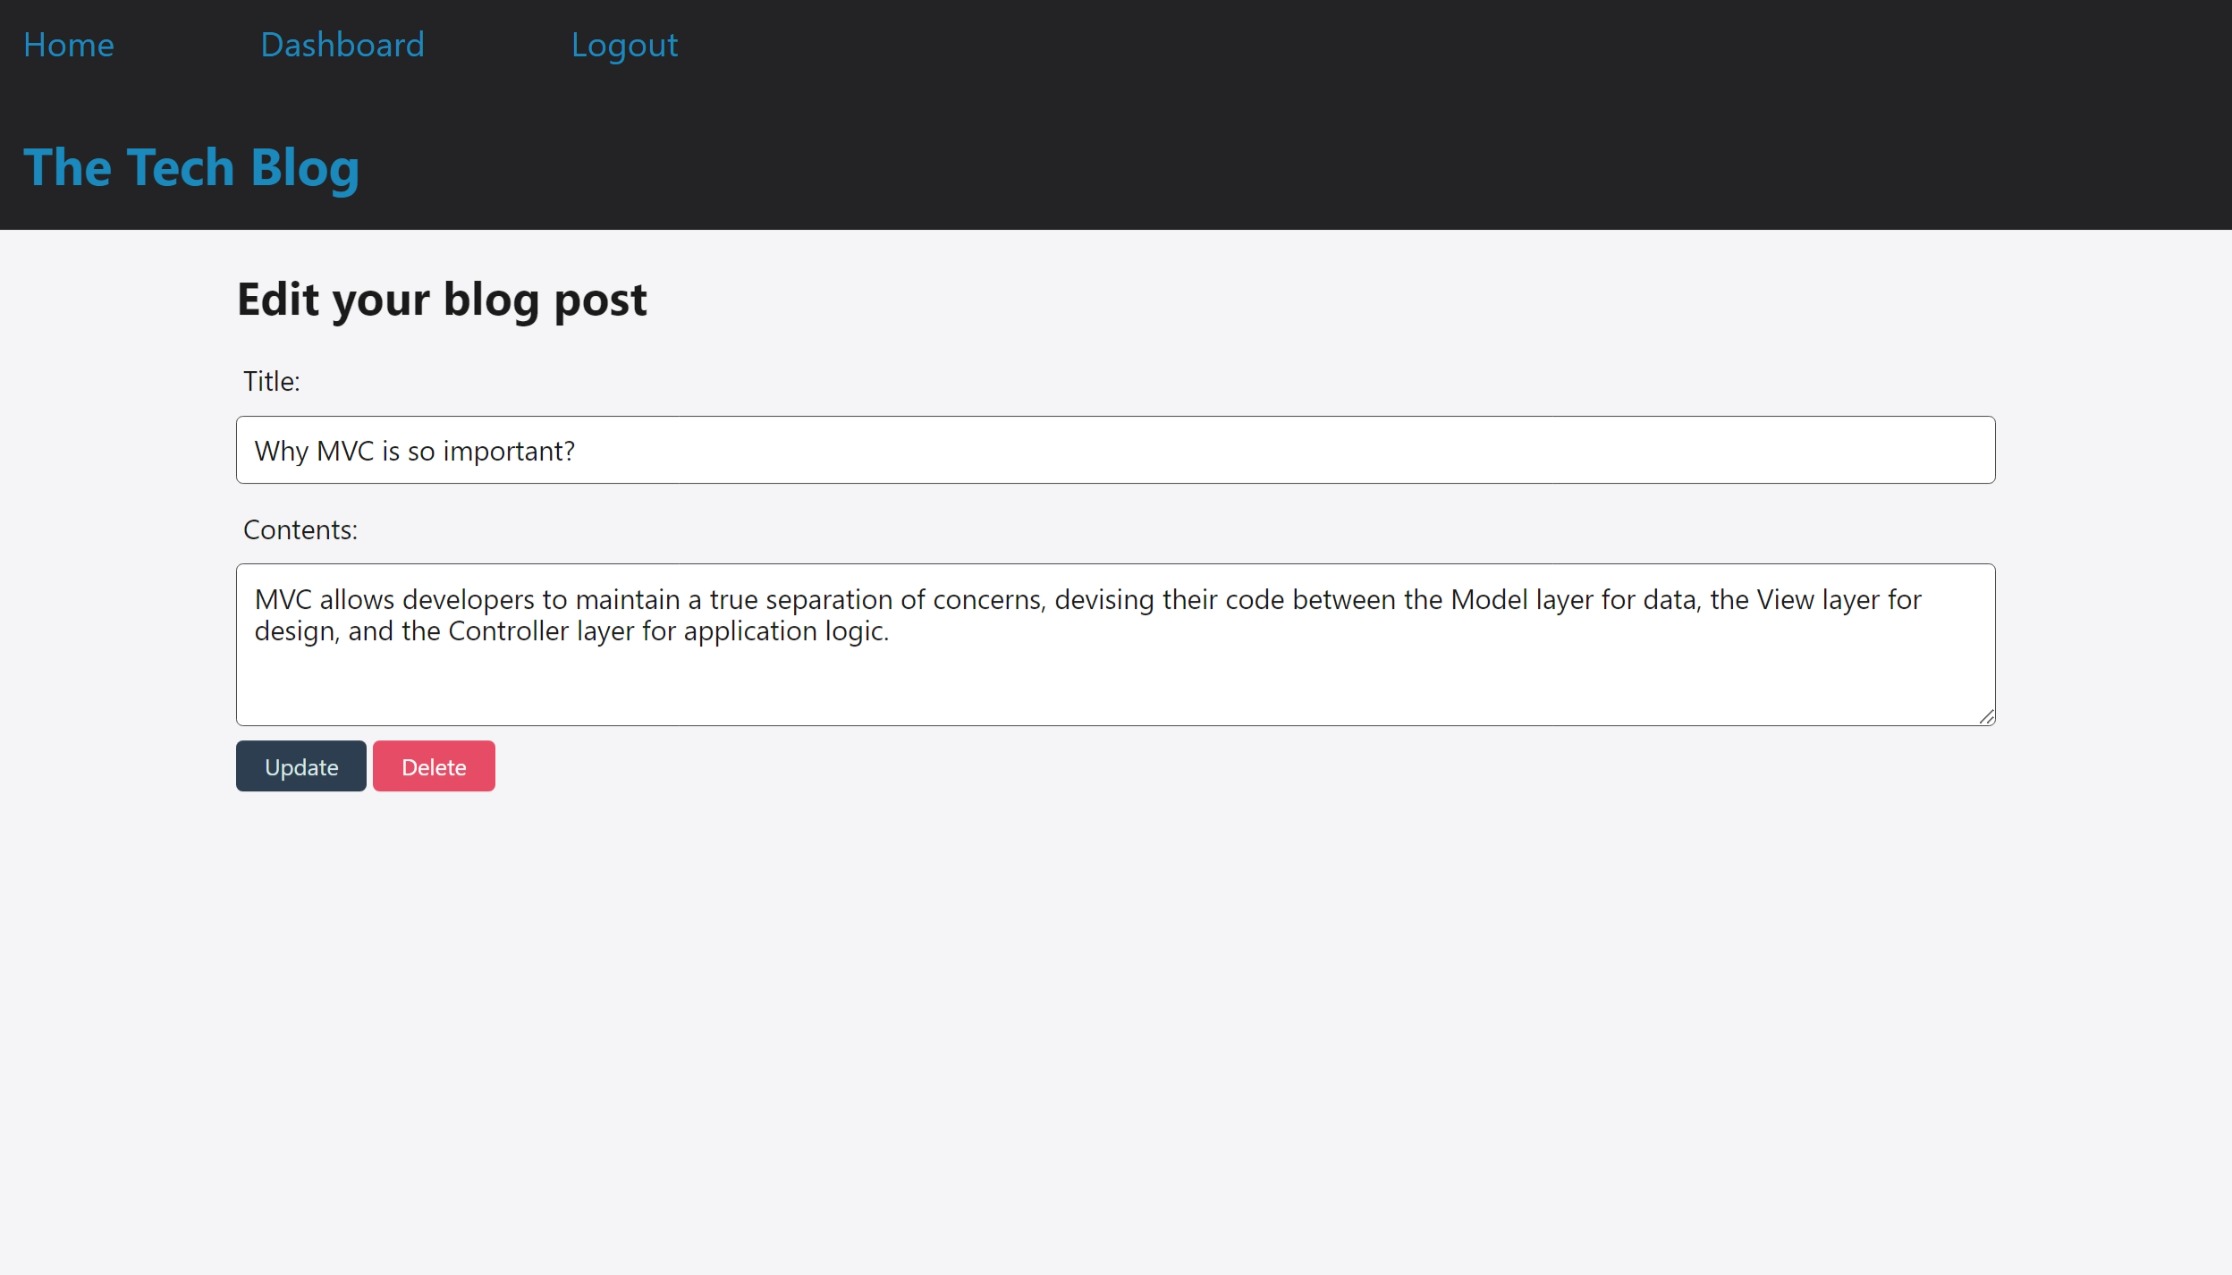 Home Dashboard Logout
The Tech Blog
Edit your blog post
Title:
Why MVC is so important?
Contents:
MVC allows developers to maintain a true separation of concerns, devising their code between the Model layer for data, the View layer for
design, and the Controller layer for application logic.
Update Delete